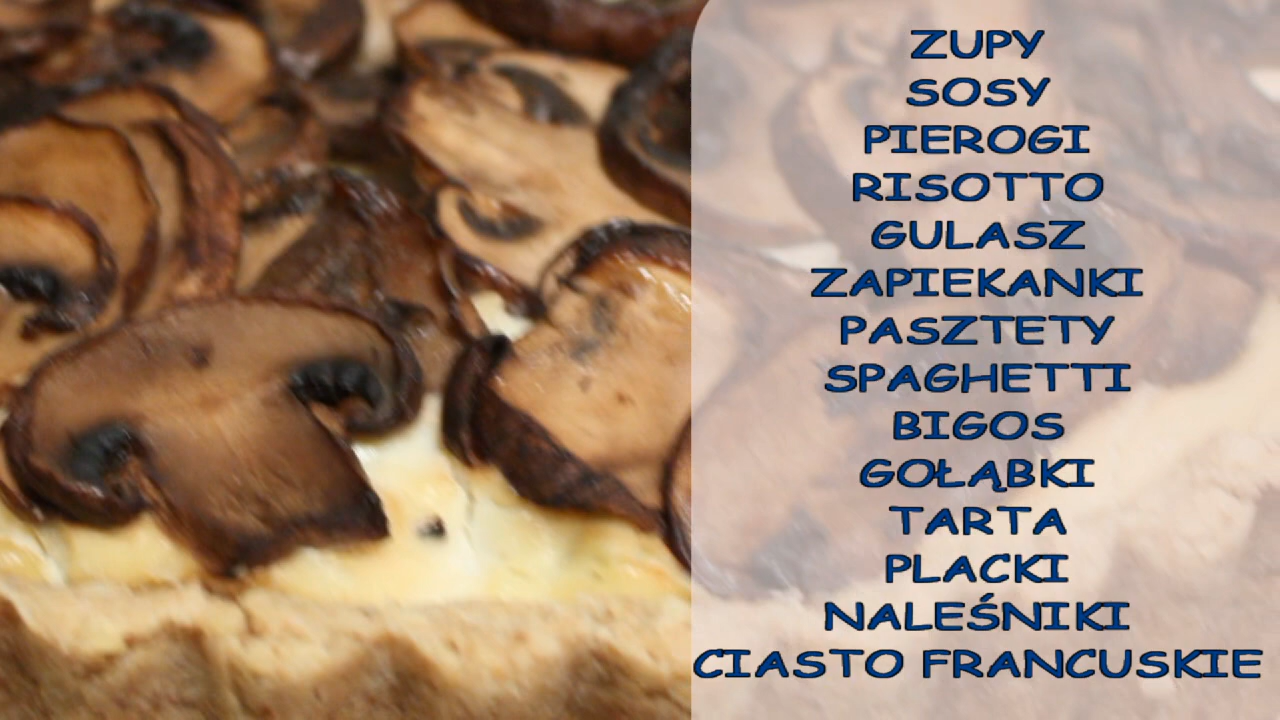 ZUPY
SOSY
PIEROGI
RISOTTO
GULASZ
ZAPIEKANKI
PASZTETY
SPAGHETTI
BIGOS
GOŁĄBKI
TARTA
PLACKI
NALEŚNIKI
CIASTO FRANCUSKIE